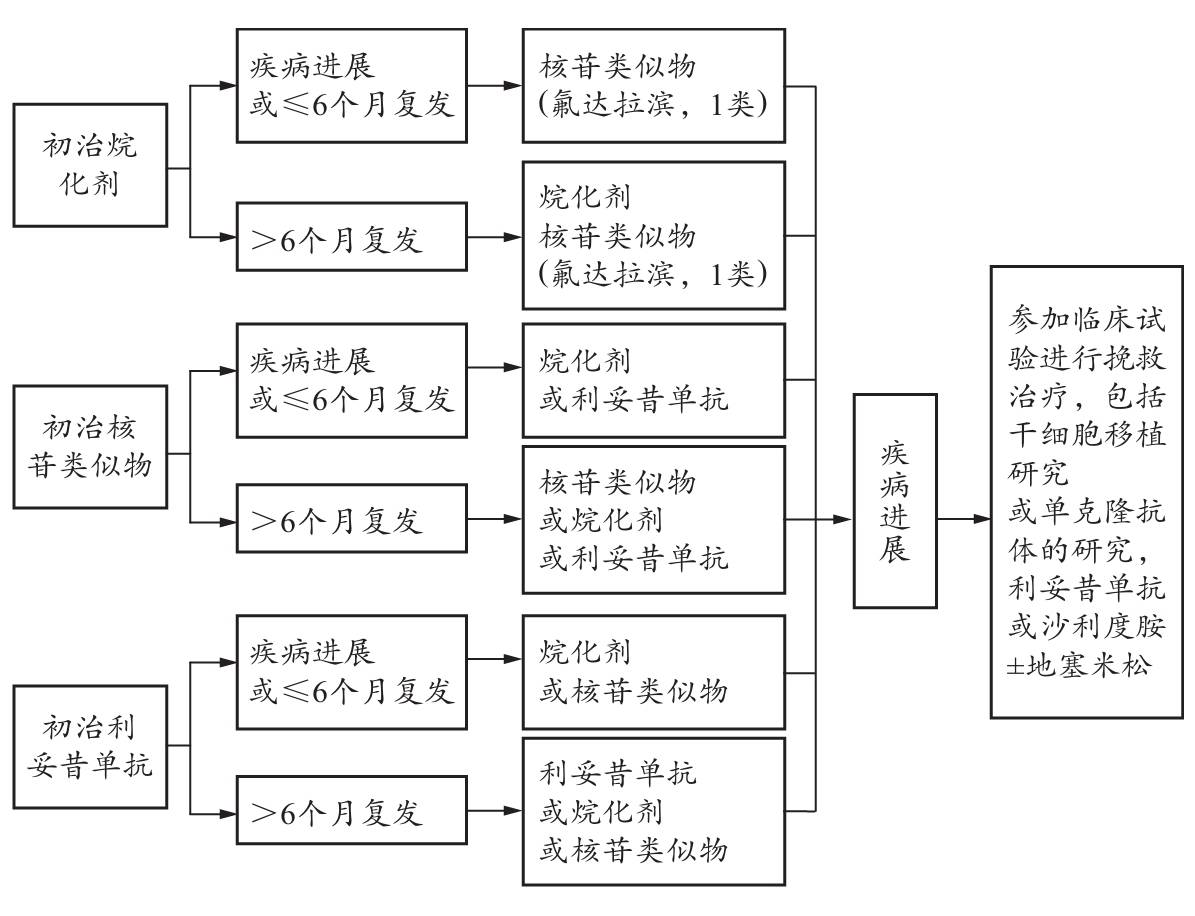 初治烷
化剂
疾病进展
或≤6个月复发
核苷类似物
(氟达拉滨，1类)
>6个月复发
烷化剂
核苷类似物
(氟达拉滨，1类)
初治核
苷类似物
疾病进展
或≤6个月复发
烷化剂
或利妥昔单抗
>6个月复发
核苷类似物
或烷化剂
或利妥昔单抗
初治利
妥昔单抗
疾病进展
或≤6个月复发
烷化剂
或核苷类似物
>6个月复发
利妥昔单抗
或烷化剂
或核苷类似物
疾
病
进
展
参加临床试
验进行挽救
治疗，包括
干细胞移植
研究
或单克隆抗
体的研究，
利妥昔单抗
或沙利度胺
±地塞米松